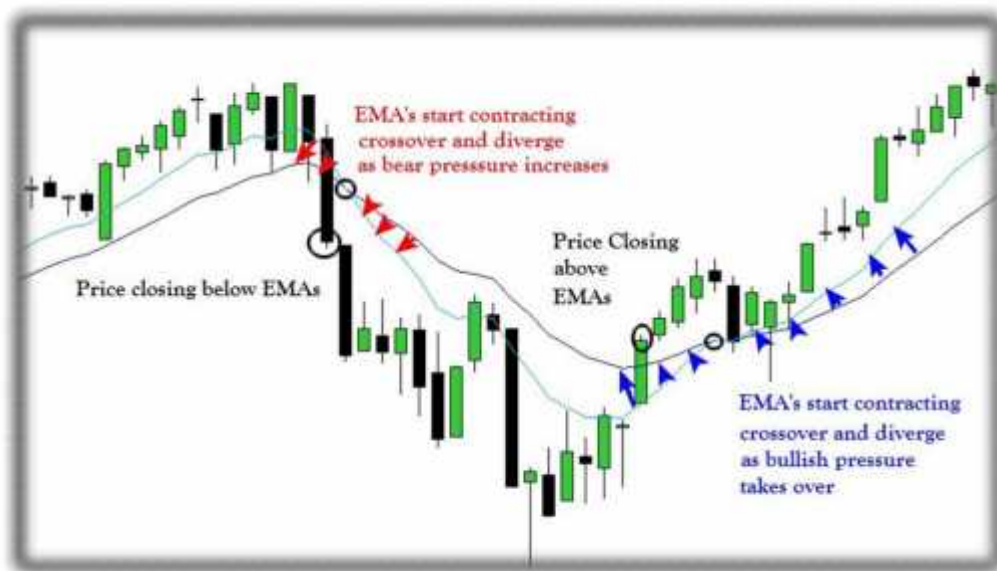 EMA's start contracting
crossover and diverge
as bear presssure increases
Price closing below EMAs
Price Closing
above
EMAs
EMA's start contracting
crossover and diverge
as bullish pressure
takes over